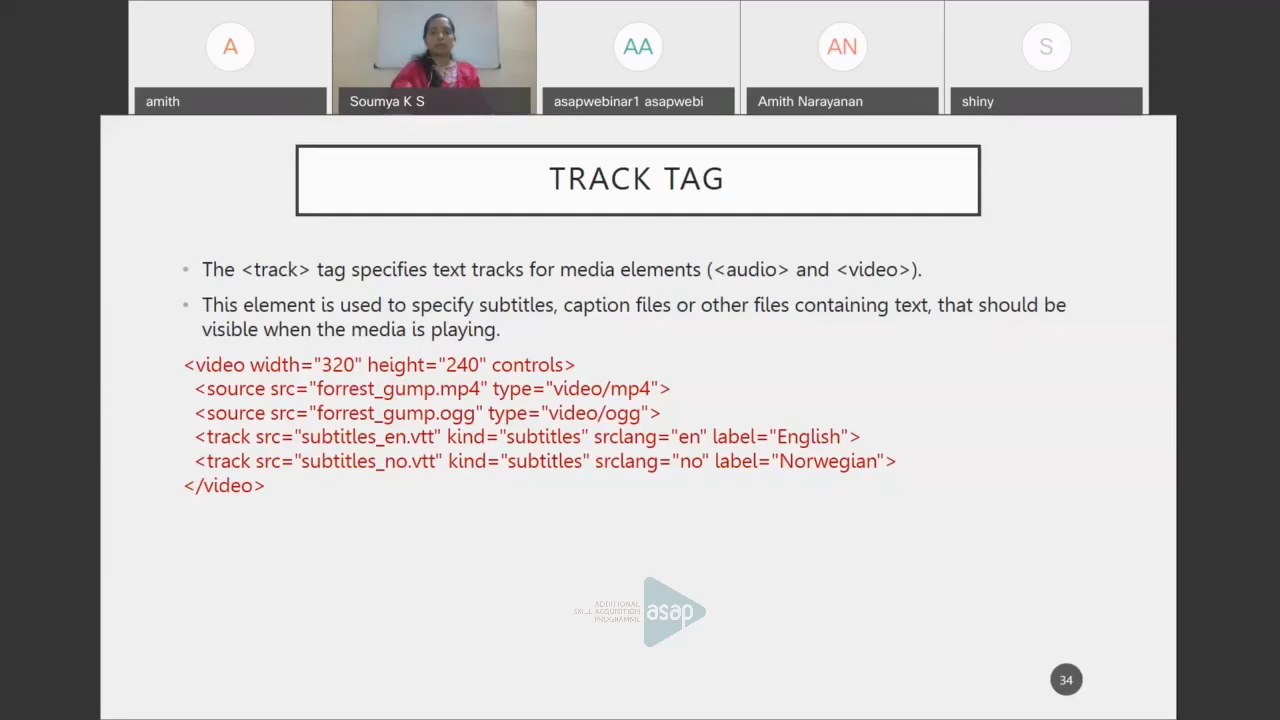 A
AA
AN
S
amith
Soumya K S
asapwebinar1 asapwebi
Amith Narayanan
shiny
TRACK TAG
• The <track> tag specifies text tracks for media elements (<audio> and <video>).
• This element is used to specify subtitles, caption files or other files containing text, that should be
visible when the media is playing.
<video width="320" height="240" controls>
<source src="forrest_gump.mp4" type="video/mp4">
<source src="forrest_gump.ogg" type="video/ogg">
<track src="subtitles_en.vtt" kind="subtitles" srclang="en" label="English">
<track src="subtitles_no.vtt" kind="subtitles" srclang="no" label="Norwegian">
</video>
ADDITIONAL
SKILL ACQUISITION
PROGRAMME
asap
34